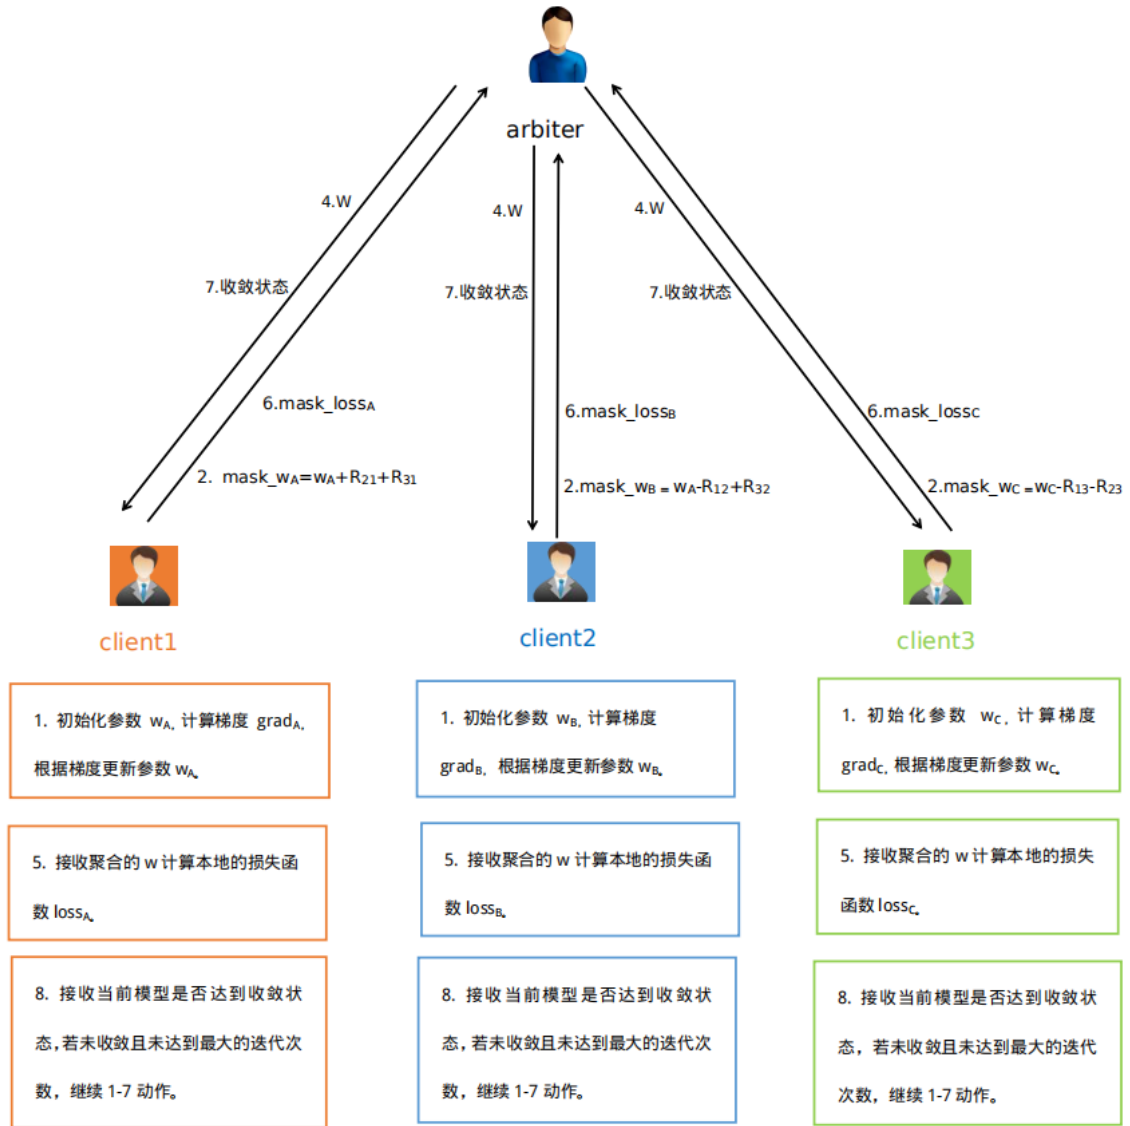 arbiter
4.W
4.W
4.W
7.收敛状态
7.收敛状态
7.收敛状态
6.mask_lossA
6.mask_lossB
6.mask_lossC
2. mask_wA=wA+R21+R31
2.mask_wB = wA-R12+R32
2.mask_wC =wC-R13-R23
client1
client2
client3
1. 初始化参数 wA, 计算梯度 gradA,
根据梯度更新参数 wA。
1. 初始化参数 wB, 计算梯度
gradB, 根据梯度更新参数 wB。
1. 初始化参数 wC, 计算梯度
gradC, 根据梯度更新参数 wC。
5. 接收聚合的 w 计算本地的损失函
数 lossA。
5. 接收聚合的 w 计算本地的损失函
数 lossB。
5. 接收聚合的 w 计算本地的损失
函数 lossC。
8. 接收当前模型是否达到收敛状
态,若未收敛且未达到最大的迭代次
数，继续 1-7 动作。
8. 接收当前模型是否达到收敛状
态,若未收敛且未达到最大的迭代次
数，继续 1-7 动作。
8. 接收当前模型是否达到收敛状
态，若未收敛且未达到最大的迭代
次数，继续 1-7 动作。